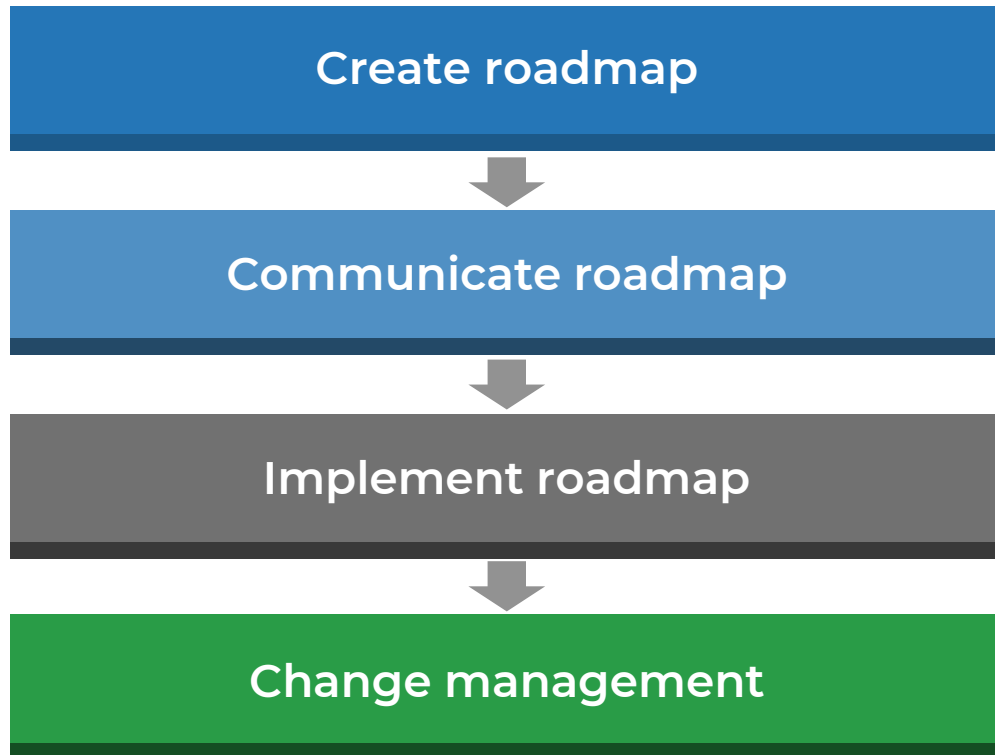 Create roadmap
Communicate roadmap
Implement roadmap
Change management